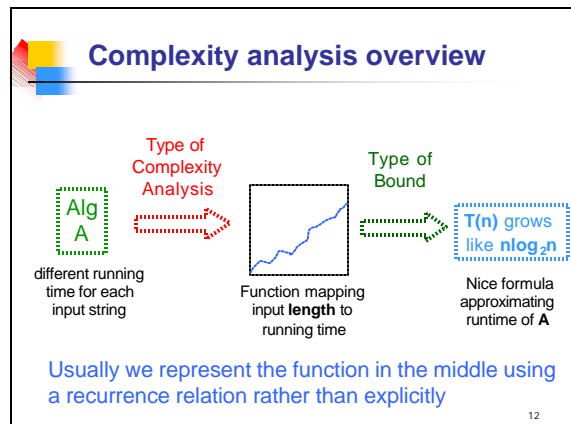 Complexity analysis overview
Type of
Complexity
Analysis
Type of
Bound
Alg
A
T(n) grows
like nlog₂n
different running
time for each
input string
Function mapping
input length to
running time
Nice formula
approximating
runtime of A
Usually we represent the function in the middle using
a recurrence relation rather than explicitly
12